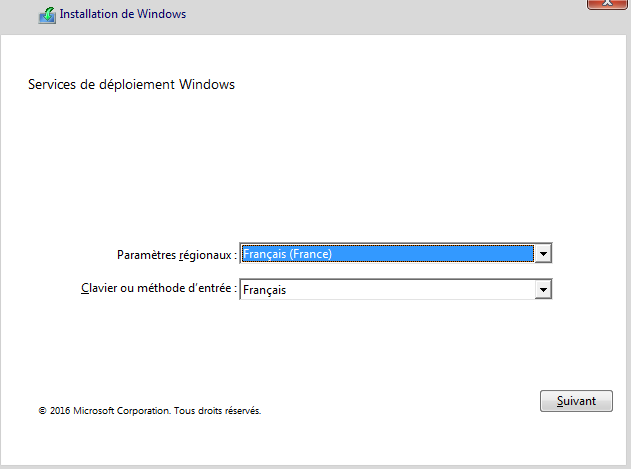 Installation de Windows
Services de déploiement Windows
Paramètres régionaux : Français (France)
Clavier ou méthode d'entrée : Français
Suivant
© 2016 Microsoft Corporation. Tous droits réservés.